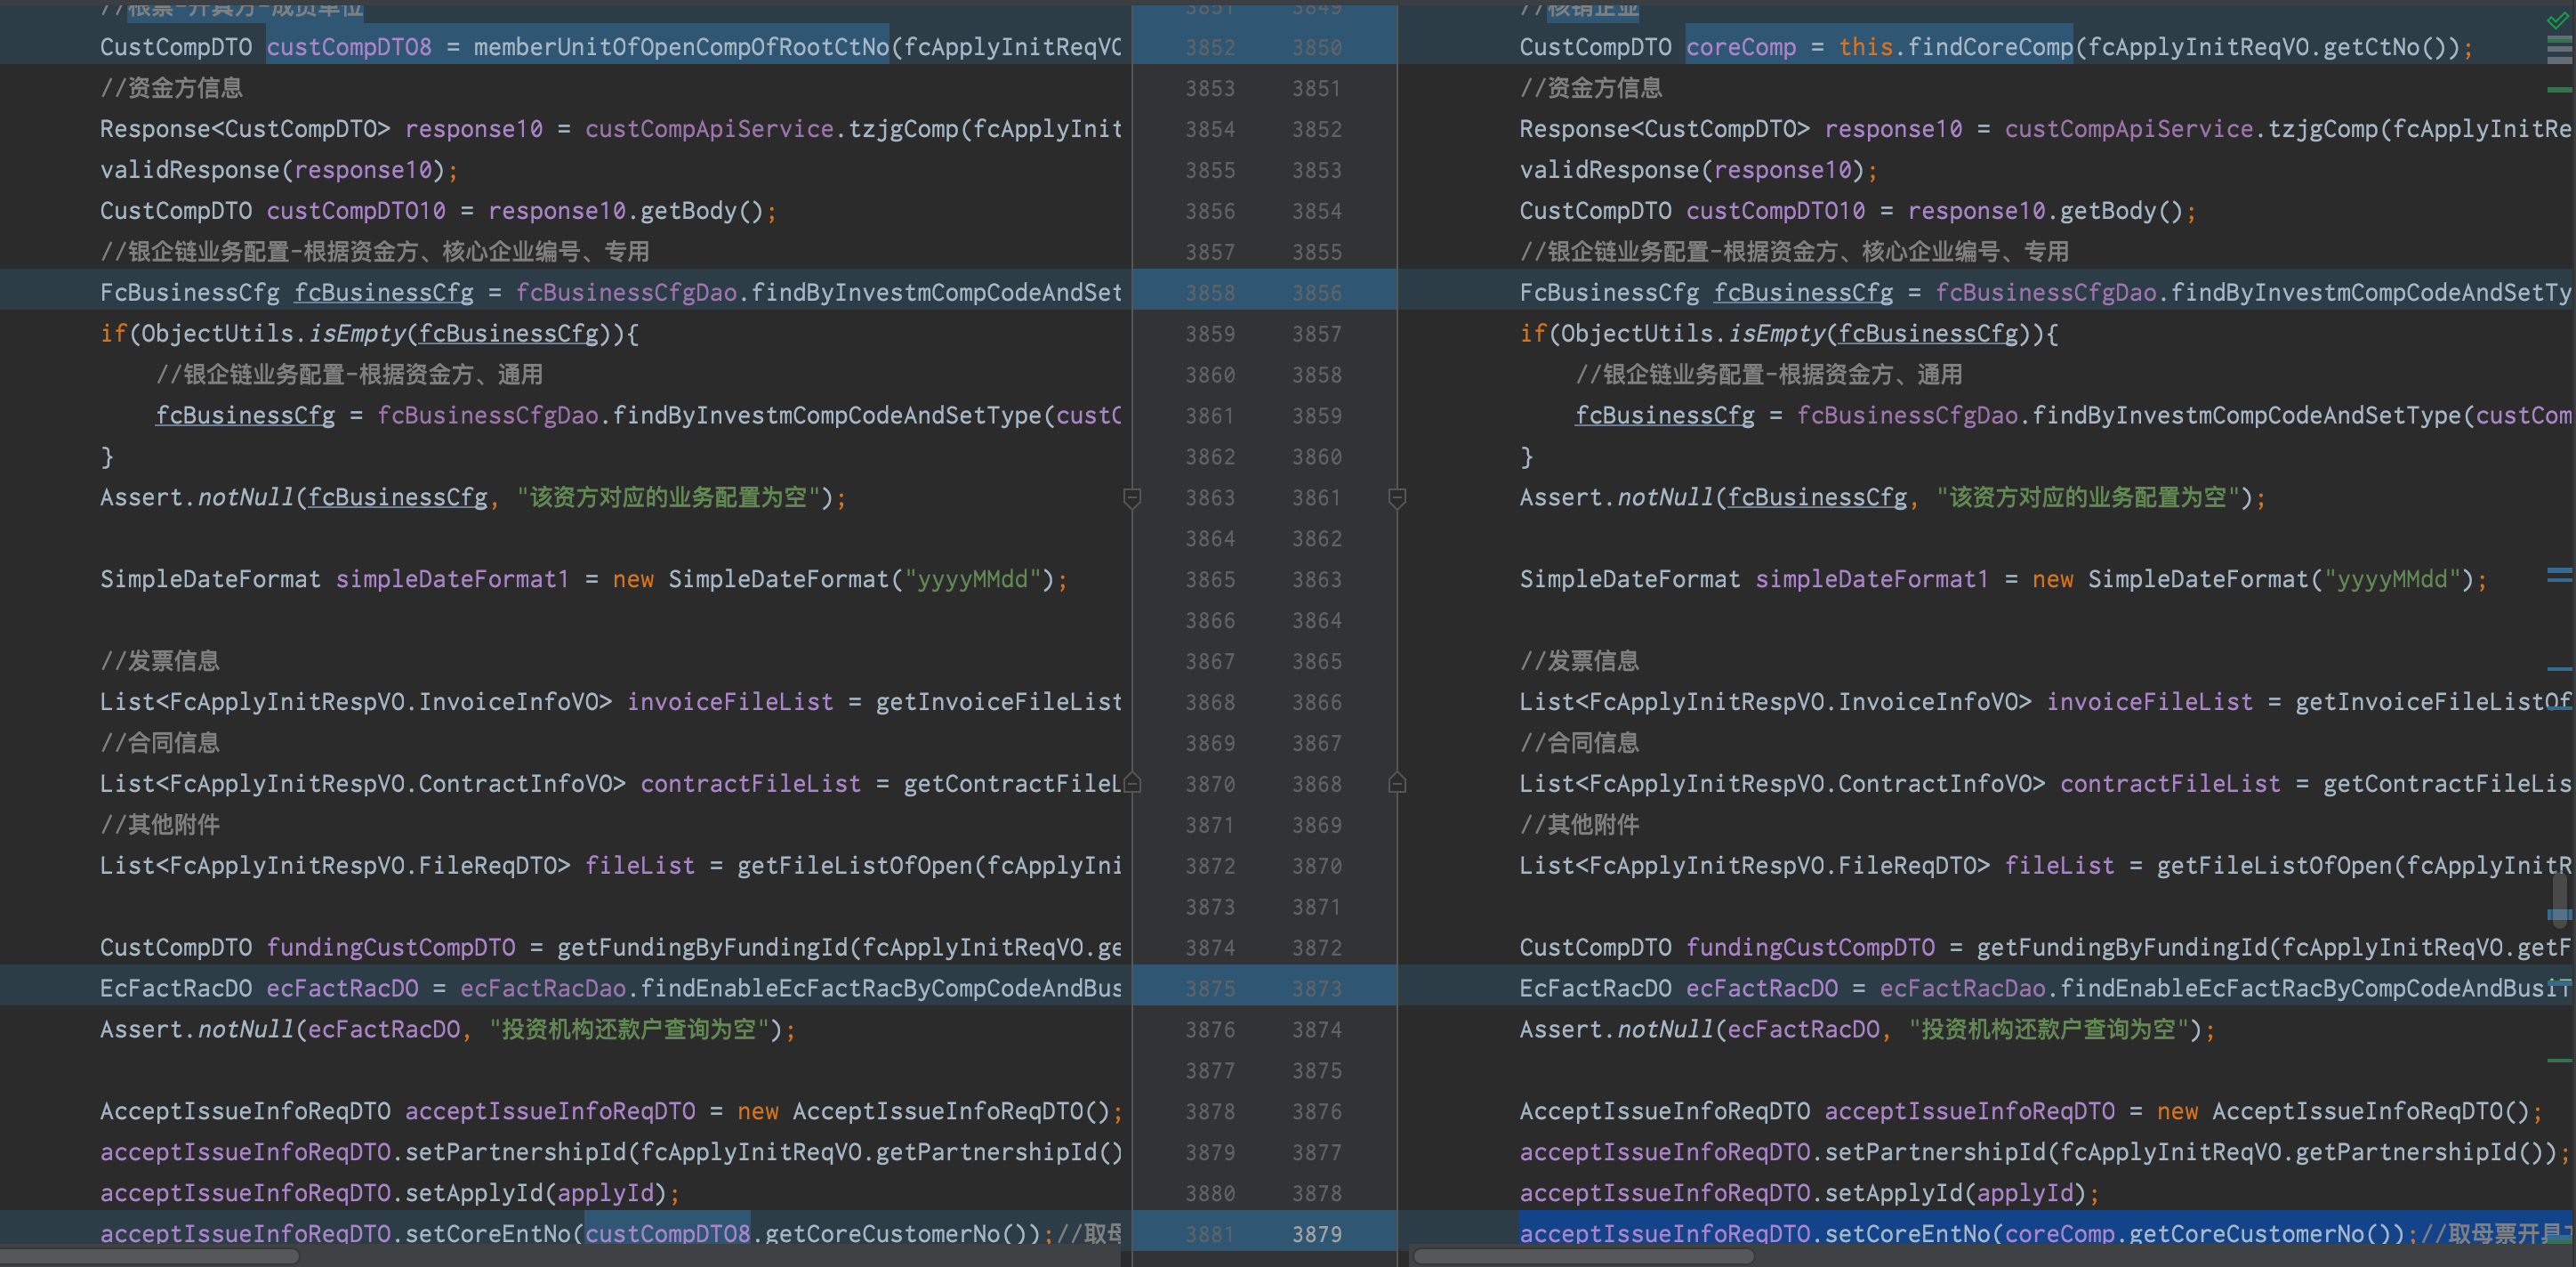 //根票-开具方-成员单位
CustCompDTO custCompDTO8 = memberUnitOfOpenCompOfRootCtNo(fcApplyInitReqVO
//资金方信息
Response<CustCompDTO> response10 = custCompApiService.tzjgComp(fcApplyInit
validResponse(response10);
CustCompDTO custCompDTO10 = response10.getBody();
//银企链业务配置-根据资金方、核心企业编号、专用
FcBusinessCfg fcBusinessCfg = fcBusinessCfgDao.findByInvestmCompCodeAndSet
if(ObjectUtils.isEmpty(fcBusinessCfg)){
//银企链业务配置-根据资金方、通用
fcBusinessCfg = fcBusinessCfgDao.findByInvestmCompCodeAndSetType(custC
}
Assert.notNull(fcBusinessCfg, "该资方对应的业务配置为空");
SimpleDateFormat simpleDateFormat1 = new SimpleDateFormat("yyyyMMdd");
//发票信息
List<FcApplyInitRespVO.InvoiceInfoVO> invoiceFileList = getInvoiceFileList
//合同信息
List<FcApplyInitRespVO.ContractInfoVO> contractFileList = getContractFileL
//其他附件
List<FcApplyInitRespVO.FileReqDTO> fileList = getFileListOfOpen(fcApplyIni
CustCompDTO fundingCustCompDTO = getFundingByFundingId(fcApplyInitReqVO.ge
EcFactRacDO ecFactRacDO = ecFactRacDao.findEnableEcFactRacByCompCodeAndBus
Assert.notNull(ecFactRacDO, "投资机构还款户查询为空");
AcceptIssueInfoReqDTO acceptIssueInfoReqDTO = new AcceptIssueInfoReqDTO();
acceptIssueInfoReqDTO.setPartnershipId(fcApplyInitReqVO.getPartnershipId()
acceptIssueInfoReqDTO.setApplyId(applyId);
acceptIssueInfoReqDTO.setCoreEntNo(custCompDTO8.getCoreCustomerNo());//取母
3851 3849
3852 3850
3853 3851
3854 3852
3855 3853
3856 3854
3857 3855
3858 3856
3859 3857
3860 3858
3861 3859
3862 3860
3863 3861
3864 3862
3865 3863
3866 3864
3867 3865
3868 3866
3869 3867
3870 3868
3871 3869
3872 3870
3873 3871
3874 3872
3875 3873
3876 3874
3877 3875
3878 3876
3879 3877
3880 3878
3881 3879
//核销企业
CustCompDTO coreComp = this.findCoreComp(fcApplyInitReqVO.getCtNo());
//资金方信息
Response<CustCompDTO> response10 = custCompApiService.tzjgComp(fcApplyInitRe
validResponse(response10);
CustCompDTO custCompDTO10 = response10.getBody();
//银企链业务配置-根据资金方、核心企业编号、专用
FcBusinessCfg fcBusinessCfg = fcBusinessCfgDao.findByInvestmCompCodeAndSetTy
if(ObjectUtils.isEmpty(fcBusinessCfg)){
//银企链业务配置-根据资金方、通用
fcBusinessCfg = fcBusinessCfgDao.findByInvestmCompCodeAndSetType(custCom
}
Assert.notNull(fcBusinessCfg, "该资方对应的业务配置为空");
SimpleDateFormat simpleDateFormat1 = new SimpleDateFormat("yyyyMMdd");
//发票信息
List<FcApplyInitRespVO.InvoiceInfoVO> invoiceFileList = getInvoiceFileListOf
//合同信息
List<FcApplyInitRespVO.ContractInfoVO> contractFileList = getContractFileLis
//其他附件
List<FcApplyInitRespVO.FileReqDTO> fileList = getFileListOfOpen(fcApplyInitR
CustCompDTO fundingCustCompDTO = getFundingByFundingId(fcApplyInitReqVO.getF
EcFactRacDO ecFactRacDO = ecFactRacDao.findEnableEcFactRacByCompCodeAndBusiT
Assert.notNull(ecFactRacDO, "投资机构还款户查询为空");
AcceptIssueInfoReqDTO acceptIssueInfoReqDTO = new AcceptIssueInfoReqDTO();
acceptIssueInfoReqDTO.setPartnershipId(fcApplyInitReqVO.getPartnershipId());
acceptIssueInfoReqDTO.setApplyId(applyId);
acceptIssueInfoReqDTO.setCoreEntNo(coreComp.getCoreCustomerNo());//取母票开具